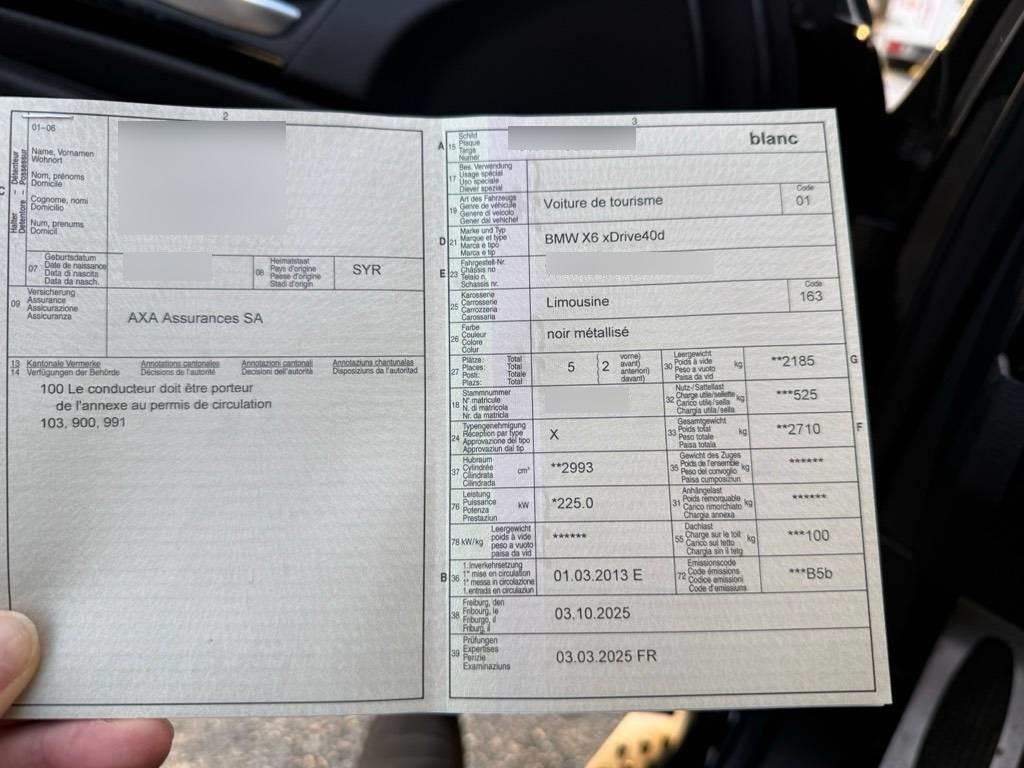 2
01-06
Name, Vornamen
Wohnort
Nom, prénoms
Domicile
Cognome, nomi
Domicilio
Num, prenums
Domicil
Halter – Détenteur
Detentore – Possessur
07
Geburtsdatum
Date de naissance
Data di nascita
Data da nasch.
08
Heimatstaat
Pays d'origine
Paese d'origine
Stadi d'origin
SYR
09
Versicherung
Assurance
Assicurazione
Assicuranza
AXA Assurances SA
13 Kantonale Vermerke Annotations cantonales Annotazioni cantonali Annotaziuns chantunalas
14 Verfügungen der Behörde Décisions de l'autorité Decisioni dell'autorità Disposiziuns da l'autoritad
100 Le conducteur doit être porteur
de l'annexe au permis de circulation
103, 900, 991
3
A 15
Schild
Plaque
Targa
Numer
blanc
17
Bes. Verwendung
Usage spécial
Uso speciale
Diever spezial
19
Art des Fahrzeugs
Genre de véhicule
Genere di veicolo
Gener dal vehichel
Voiture de tourisme
Code
01
D 21
Marke und Typ
Marque et type
Marca e tipo
Marca e tip
BMW X6 xDrive40d
E 23
Fahrgestell-Nr.
Châssis no
Telaio n.
Schassis nr.
25
Karosserie
Carrosserie
Carrozzeria
Carossaria
Limousine
Code
163
26
Farbe
Couleur
Colore
Colur
noir métallisé
27
Plätze: Total
Places: Total
Posti: Totale
Plazs: Total
5
2
vorne)
avant)
anteriori)
davant)
30
Leergewicht
Poids à vide
Peso a vuoto
Paisa da vid
kg
**2185
G
18
Stammnummer
N° matricule
N. di matricola
Nr. da matricla
32
Nutz-/Sattellast
Charge utile/sellette
Carico utile/sella
Chargia utila/sella
kg
***525
24
Typengenehmigung
Réception par type
Approvazione del tipo
Approvaziun dal tip
X
33
Gesamtgewicht
Poids total
Peso totale
Paisa totala
kg
**2710
F
37
Hubraum
Cylindrée
Cilindrata
Cilindrada
cm³
**2993
35
Gewicht des Zuges
Poids de l'ensemble
Peso del convoglio
Paisa cumposiziun
kg
******
76
Leistung
Puissance
Potenza
Prestaziun
kW
*225.0
31
Anhängelast
Poids remorquable
Carico rimorchiato
Chargia annexa
kg
******
78 kW/kg
Leergewicht
poids à vide
peso a vuoto
paisa da vid
******
55
Dachlast
Charge sur le toit
Carico sul tetto
Chargia sin il tetg
kg
***100
B 36
1. Inverkehrsetzung
1re mise en circulation
1a messa in circolazione
1. entrada en circulaziun
01.03.2013 E
72
Emissionscode
Code émissions
Codice emissioni
Code d'emissiuns
***B5b
38
Freiburg, den
Fribourg, le
Friburgo, il
Friburg, il
03.10.2025
39
Prüfungen
Expertises
Perizie
Examinaziuns
03.03.2025 FR